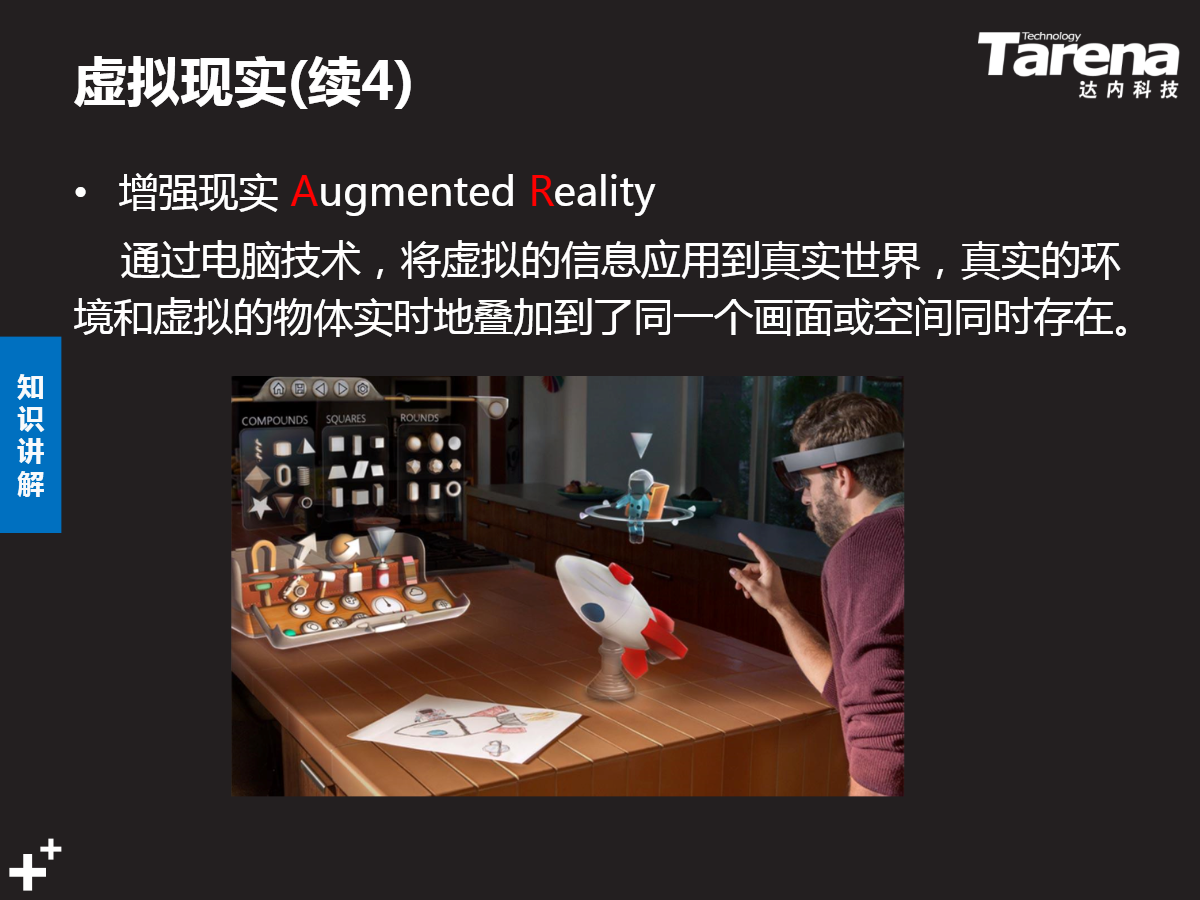 虚拟现实(续4)
Technology
Tarena
达内科技
• 增强现实 Augmented Reality
通过电脑技术，将虚拟的信息应用到真实世界，真实的环
境和虚拟的物体实时地叠加到了同一个画面或空间同时存在。
知识讲解
COMPOUNDS SQUARES ROUNDS